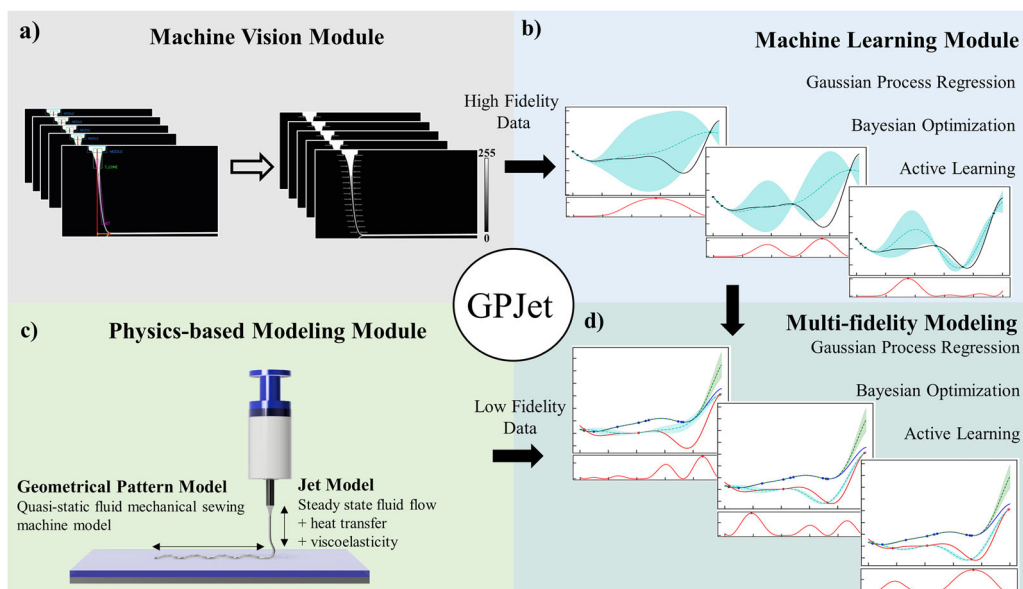 a)
Machine Vision Module
255
0
High Fidelity
Data
b)
Machine Learning Module
Gaussian Process Regression
Bayesian Optimization
Active Learning
GPJet
c)
Physics-based Modeling Module
Geometrical Pattern Model
Quasi-static fluid mechanical sewing
machine model
Jet Model
Steady state fluid flow
+ heat transfer
+ viscoelasticity
Low Fidelity
Data
d)
Multi-fidelity Modeling
Gaussian Process Regression
Bayesian Optimization
Active Learning